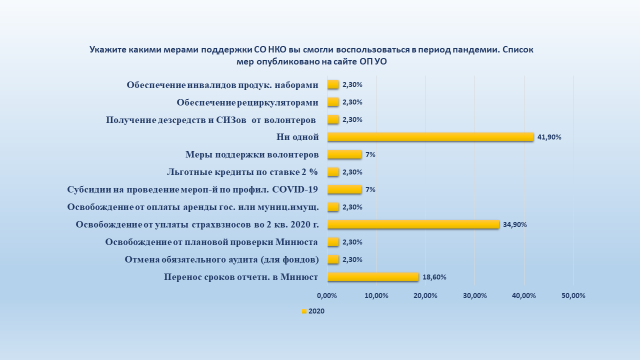 Укажите какими мерами поддержки СО НКО вы смогли воспользоваться в период пандемии. Список
мер опубликовано на сайте ОП УО
Обеспечение инвалидов продук. наборами 2,30%
Обеспечение рециркуляторами 2,30%
Получение дезсредств и СИЗов от волонтеров 2,30%
Ни одной 41,90%
Меры поддержки волонтеров 7%
Льготные кредиты по ставке 2 % 2,30%
Субсидии на проведение мероп-й по профил. COVID-19 7%
Освобождение от оплаты аренды гос. или муниц.имущ. 2,30%
Освобождение от уплаты страхвзносов во 2 кв. 2020 г. 34,90%
Освобождение от плановой проверки Минюста 2,30%
Отмена обязательного аудита (для фондов) 2,30%
Перенос сроков отчетн. в Минюст 18,60%
0,00% 10,00% 20,00% 30,00% 40,00% 50,00%
2020